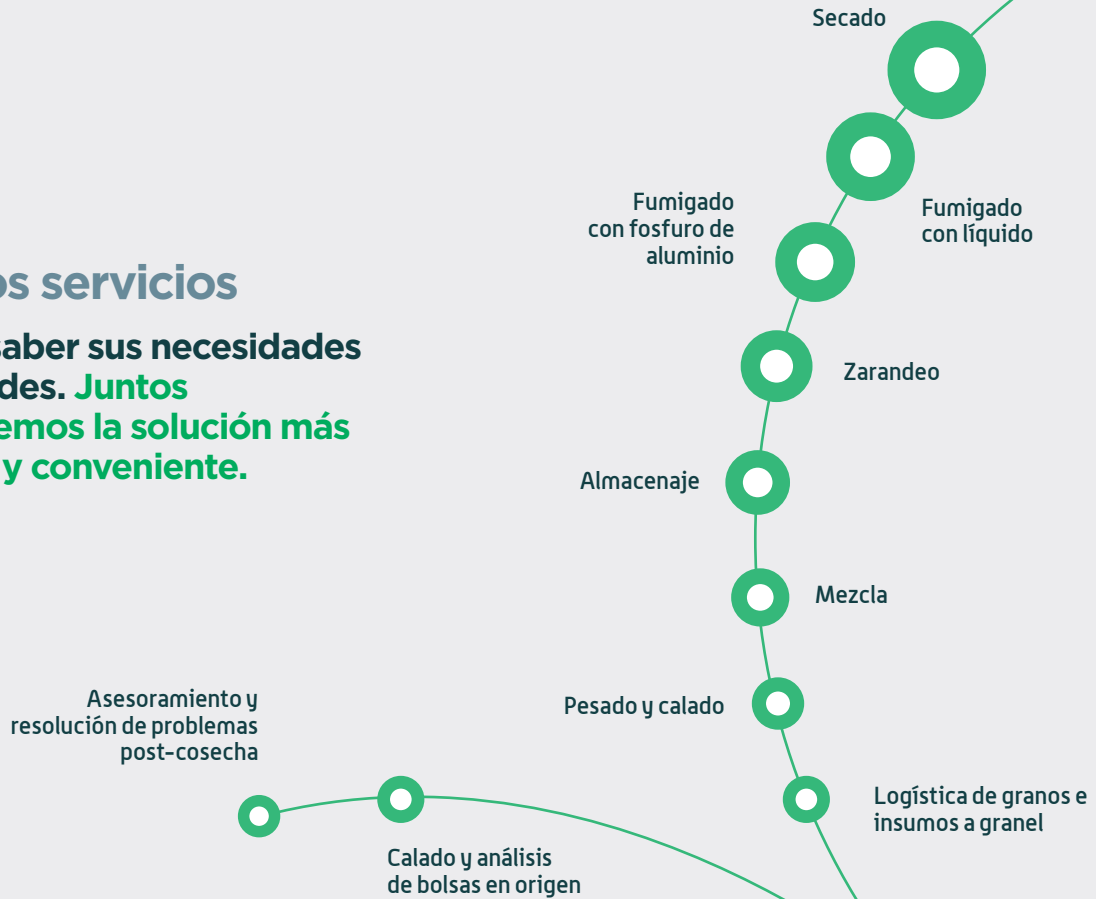 Secado
Fumigado
con líquido
Fumigado
con fosfuro de
aluminio
os servicios
saber sus necesidades
des. Juntos
emos la solución más
y conveniente.
Zarandeo
Almacenaje
Mezcla
Pesado y calado
Asesoramiento y
resolución de problemas
post-cosecha
Logística de granos e
insumos a granel
Calado y análisis
de bolsas en origen